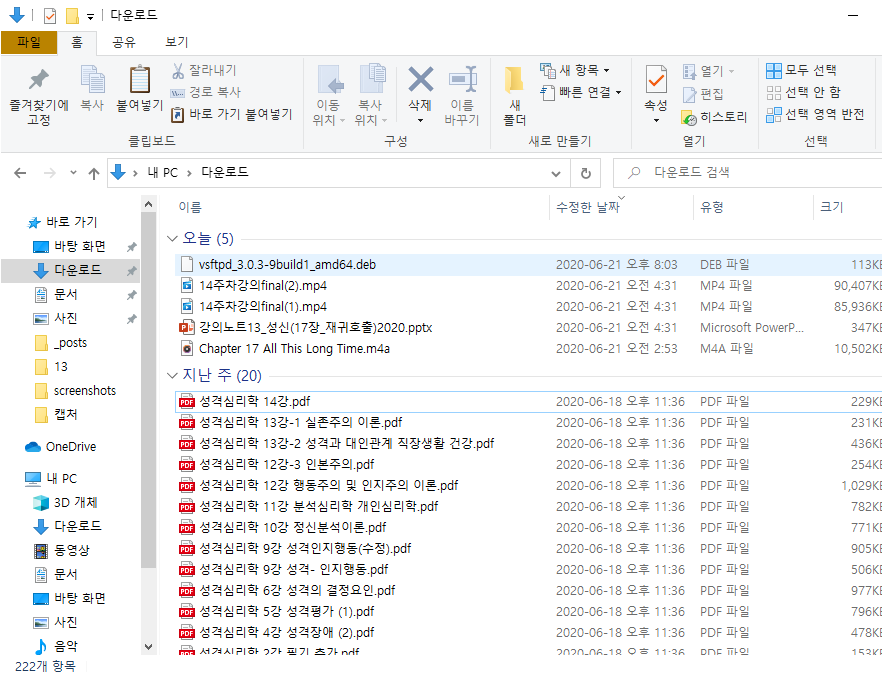 다운로드
파일 홈 공유 보기
즐겨찾기에 고정
복사
붙여넣기
잘라내기
경로 복사
바로 가기 붙여넣기
클립보드
이동 위치
복사 위치
삭제
이름 바꾸기
구성
새 폴더
새 항목
빠른 연결
새로 만들기
속성
열기
편집
히스토리
열기
모두 선택
선택 안 함
선택 영역 반전
선택
내 PC > 다운로드
다운로드 검색
바로 가기
바탕 화면
다운로드
문서
사진
_posts
13
screenshots
캡처
OneDrive
내 PC
3D 개체
다운로드
동영상
문서
바탕 화면
사진
음악
이름 수정한 날짜 유형 크기
오늘 (5)
vsftpd_3.0.3-9build1_amd64.deb 2020-06-21 오후 8:03 DEB 파일 113KB
14주차강의final(2).mp4 2020-06-21 오전 4:31 MP4 파일 90,407KB
14주차강의final(1).mp4 2020-06-21 오전 4:31 MP4 파일 85,936KB
강의노트13_성신(17장_재귀호출)2020.pptx 2020-06-21 오전 4:31 Microsoft PowerP... 347KB
Chapter 17 All This Long Time.m4a 2020-06-21 오전 2:53 M4A 파일 10,502KB
지난 주 (20)
성격심리학 14강.pdf 2020-06-18 오후 11:36 PDF 파일 229KB
성격심리학 13강-1 실존주의 이론.pdf 2020-06-18 오후 11:36 PDF 파일 231KB
성격심리학 13강-2 성격과 대인관계 직장생활 건강.pdf 2020-06-18 오후 11:36 PDF 파일 436KB
성격심리학 12강-3 인본주의.pdf 2020-06-18 오후 11:36 PDF 파일 254KB
성격심리학 12강 행동주의 및 인지주의 이론.pdf 2020-06-18 오후 11:36 PDF 파일 1,029KB
성격심리학 11강 분석심리학 개인심리학.pdf 2020-06-18 오후 11:36 PDF 파일 782KB
성격심리학 10강 정신분석이론.pdf 2020-06-18 오후 11:36 PDF 파일 771KB
성격심리학 9강 성격인지행동(수정).pdf 2020-06-18 오후 11:36 PDF 파일 905KB
성격심리학 9강 성격- 인지행동.pdf 2020-06-18 오후 11:36 PDF 파일 506KB
성격심리학 6강 성격의 결정요인.pdf 2020-06-18 오후 11:36 PDF 파일 977KB
성격심리학 5강 성격평가 (1).pdf 2020-06-18 오후 11:36 PDF 파일 796KB
성격심리학 4강 성격장애 (2).pdf 2020-06-18 오후 11:36 PDF 파일 478KB
성격심리학 2강 필기 추가.pdf 2020-06-18 오후 11:36 PDF 파일 153KB
222개 항목